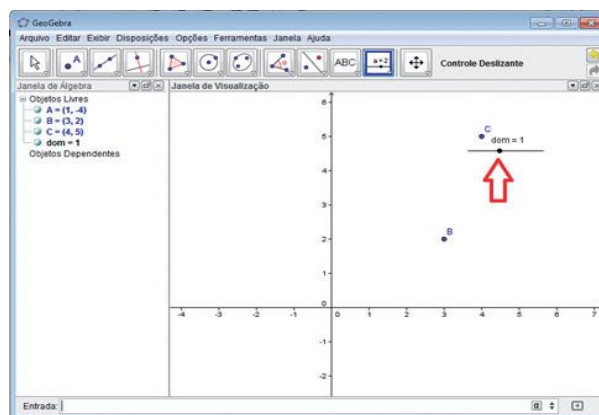 GeoGebra
Arquivo Editar Exibir Disposições Opções Ferramentas Janela Ajuda
A
ABC
a=2
Controle Deslizante
Janela de Álgebra
Janela de Visualização
Objetos Livres
A = (1, -4)
B = (3, 2)
C = (4, 5)
dom = 1
Objetos Dependentes
6
5
4
3
2
1
0
-1
-2
-4 -3 -2 -1 0 1 2 3 4 5 6 7
C
dom = 1
B
Entrada:
α